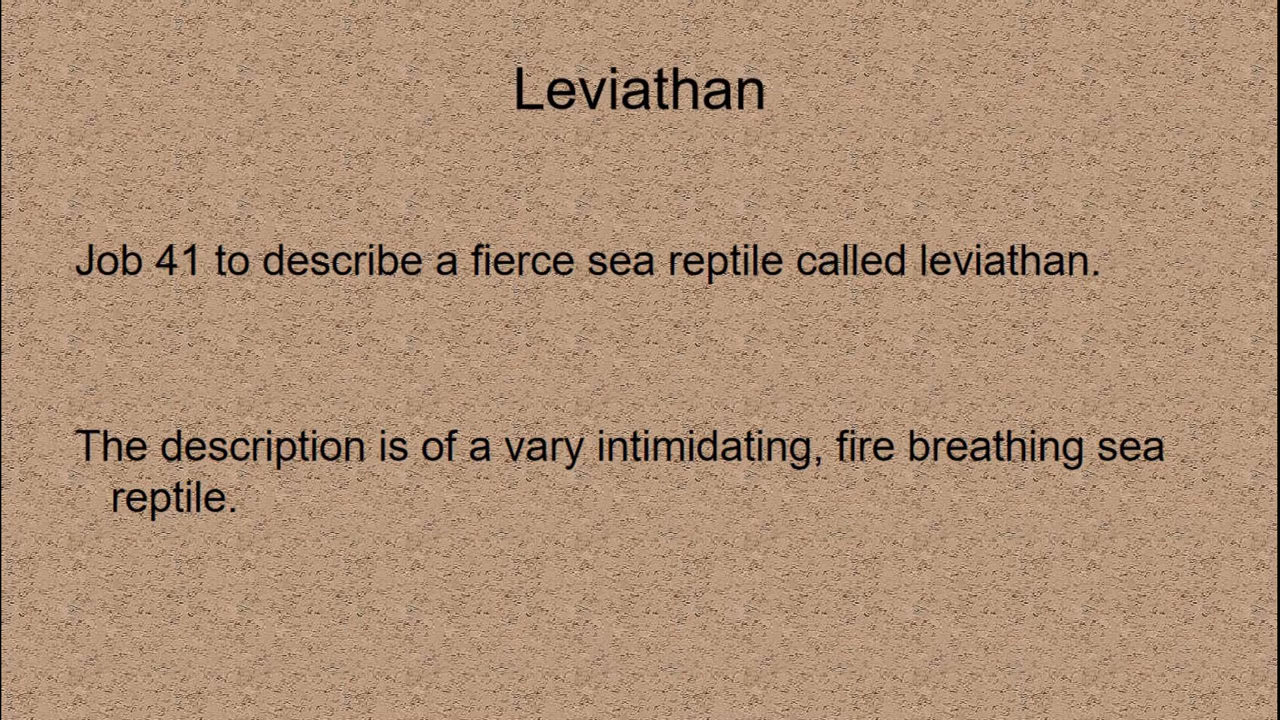 Leviathan
Job 41 to describe a fierce sea reptile called leviathan.
The description is of a vary intimidating, fire breathing sea
reptile.